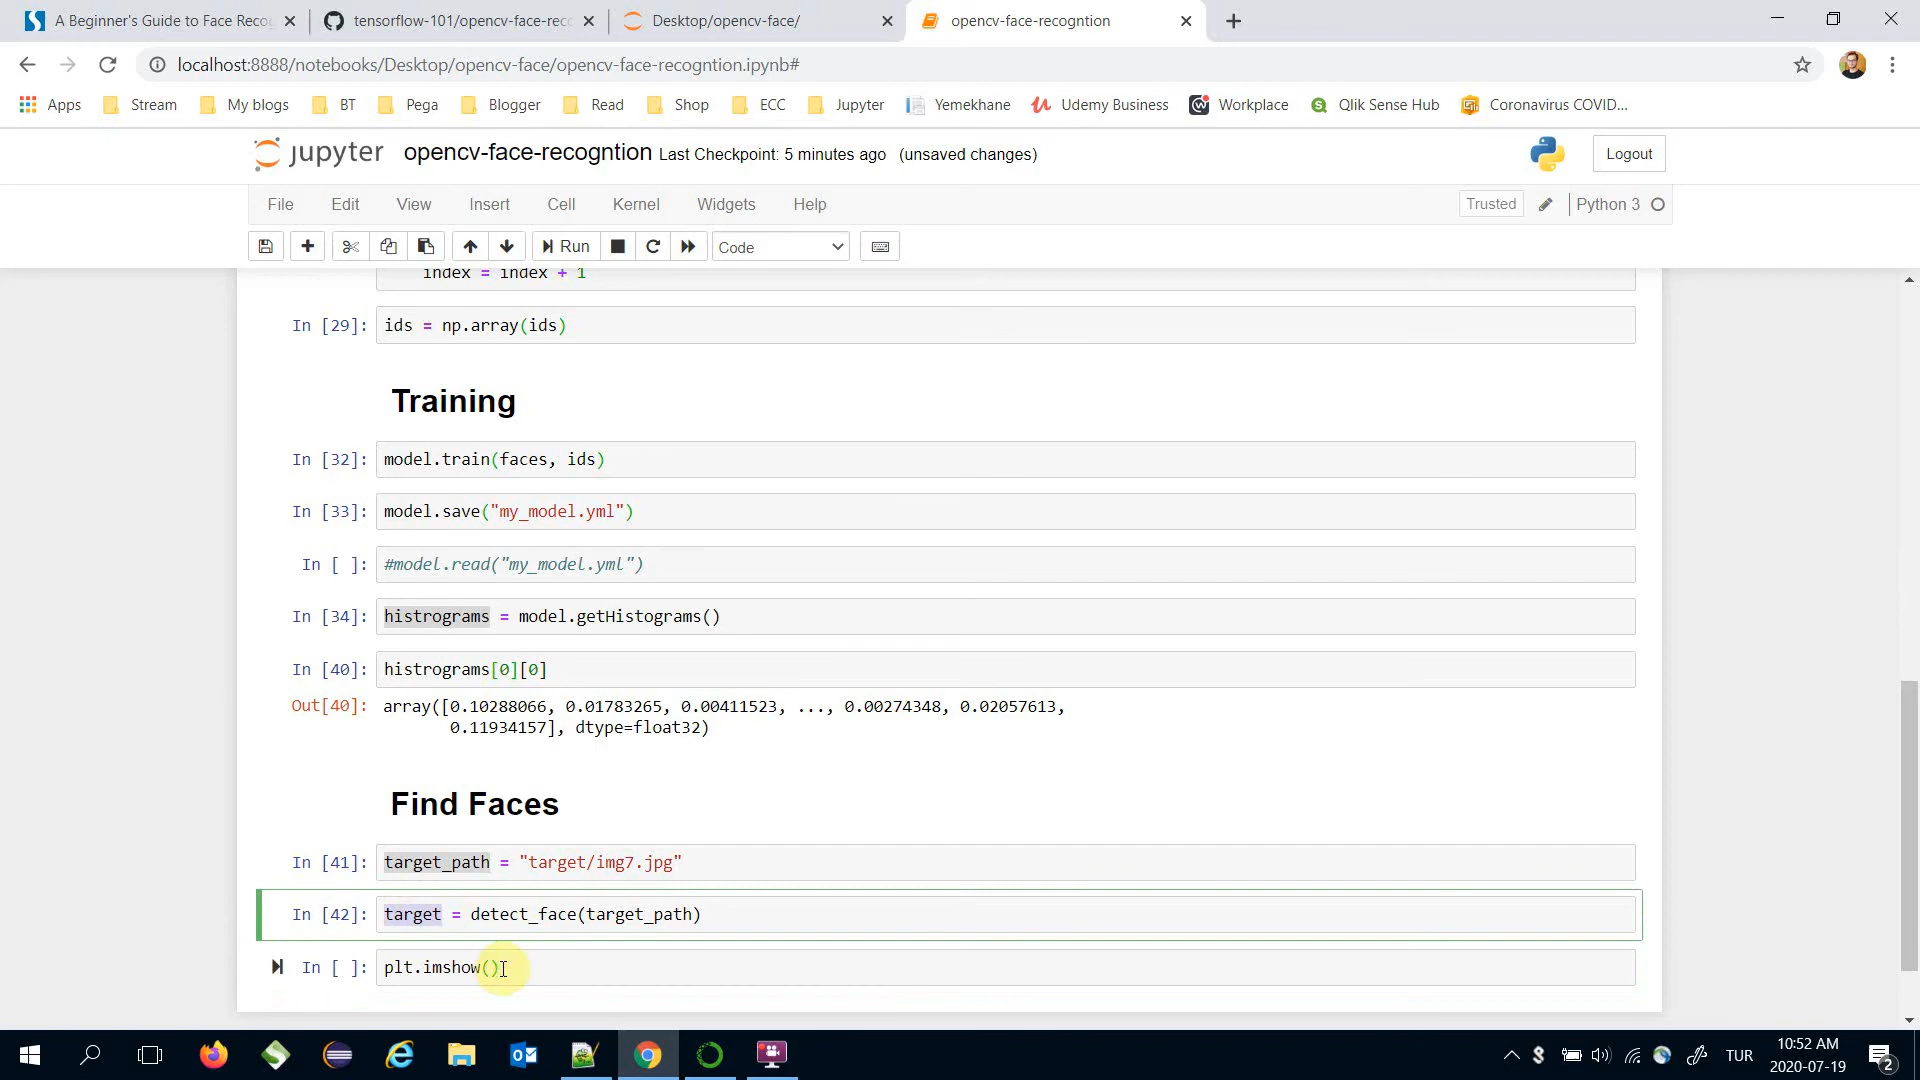 A Beginner's Guide to Face Recog
tensorflow-101/opencv-face-reco
Desktop/opencv-face/
opencv-face-recogntion
localhost:8888/notebooks/Desktop/opencv-face/opencv-face-recogntion.ipynb#
Apps Stream My blogs BT Pega Blogger Read Shop ECC Jupyter Yemekhane Udemy Business Workplace Qlik Sense Hub Coronavirus COVID...
jupyter opencv-face-recogntion Last Checkpoint: 5 minutes ago (unsaved changes) Logout
File Edit View Insert Cell Kernel Widgets Help Trusted Python 3
Run Code
index = index + 1
In [29]: ids = np.array(ids)
Training
In [32]: model.train(faces, ids)
In [33]: model.save("my_model.yml")
In [ ]: #model.read("my_model.yml")
In [34]: histrograms = model.getHistograms()
In [40]: histrograms[0][0]
Out[40]: array([0.10288066, 0.01783265, 0.00411523, ..., 0.00274348, 0.02057613,
0.11934157], dtype=float32)
Find Faces
In [41]: target_path = "target/img7.jpg"
In [42]: target = detect_face(target_path)
In [ ]: plt.imshow()
TUR
10:52 AM
2020-07-19
2